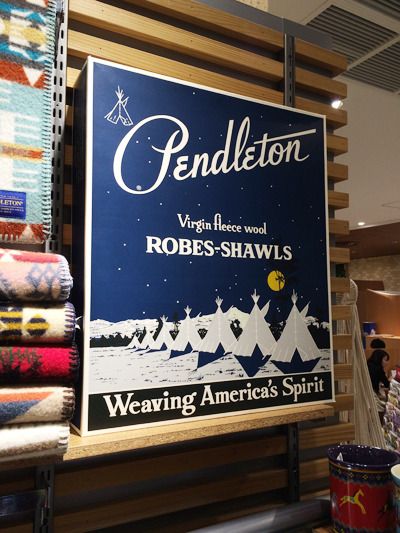 Pendleton
Virgin fleece wool
ROBES-SHAWLS
Weaving America's Spirit